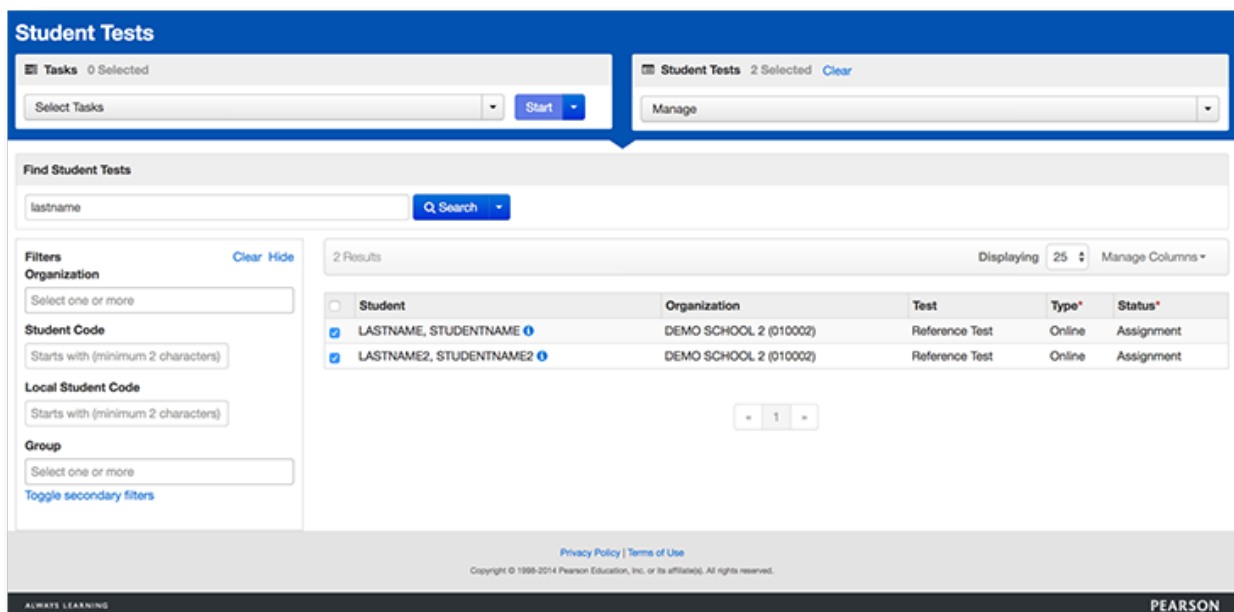 Student Tests
Tasks 0 Selected
Student Tests 2 Selected Clear
Select Tasks
Start
Manage
Find Student Tests
lastname
Search
Filters Clear Hide
Organization
Select one or more
Student Code
Starts with (minimum 2 characters)
Local Student Code
Starts with (minimum 2 characters)
Group
Select one or more
Toggle secondary filters
2 Results Displaying 25 Manage Columns
Student Organization Test Type* Status*
LASTNAME, STUDENTNAME DEMO SCHOOL 2 (010002) Reference Test Online Assignment
LASTNAME2, STUDENTNAME2 DEMO SCHOOL 2 (010002) Reference Test Online Assignment
« 1 »
Privacy Policy | Terms of Use
Copyright © 1998-2014 Pearson Education, Inc. or its affiliate(s). All rights reserved.
ALWAYS LEARNING PEARSON